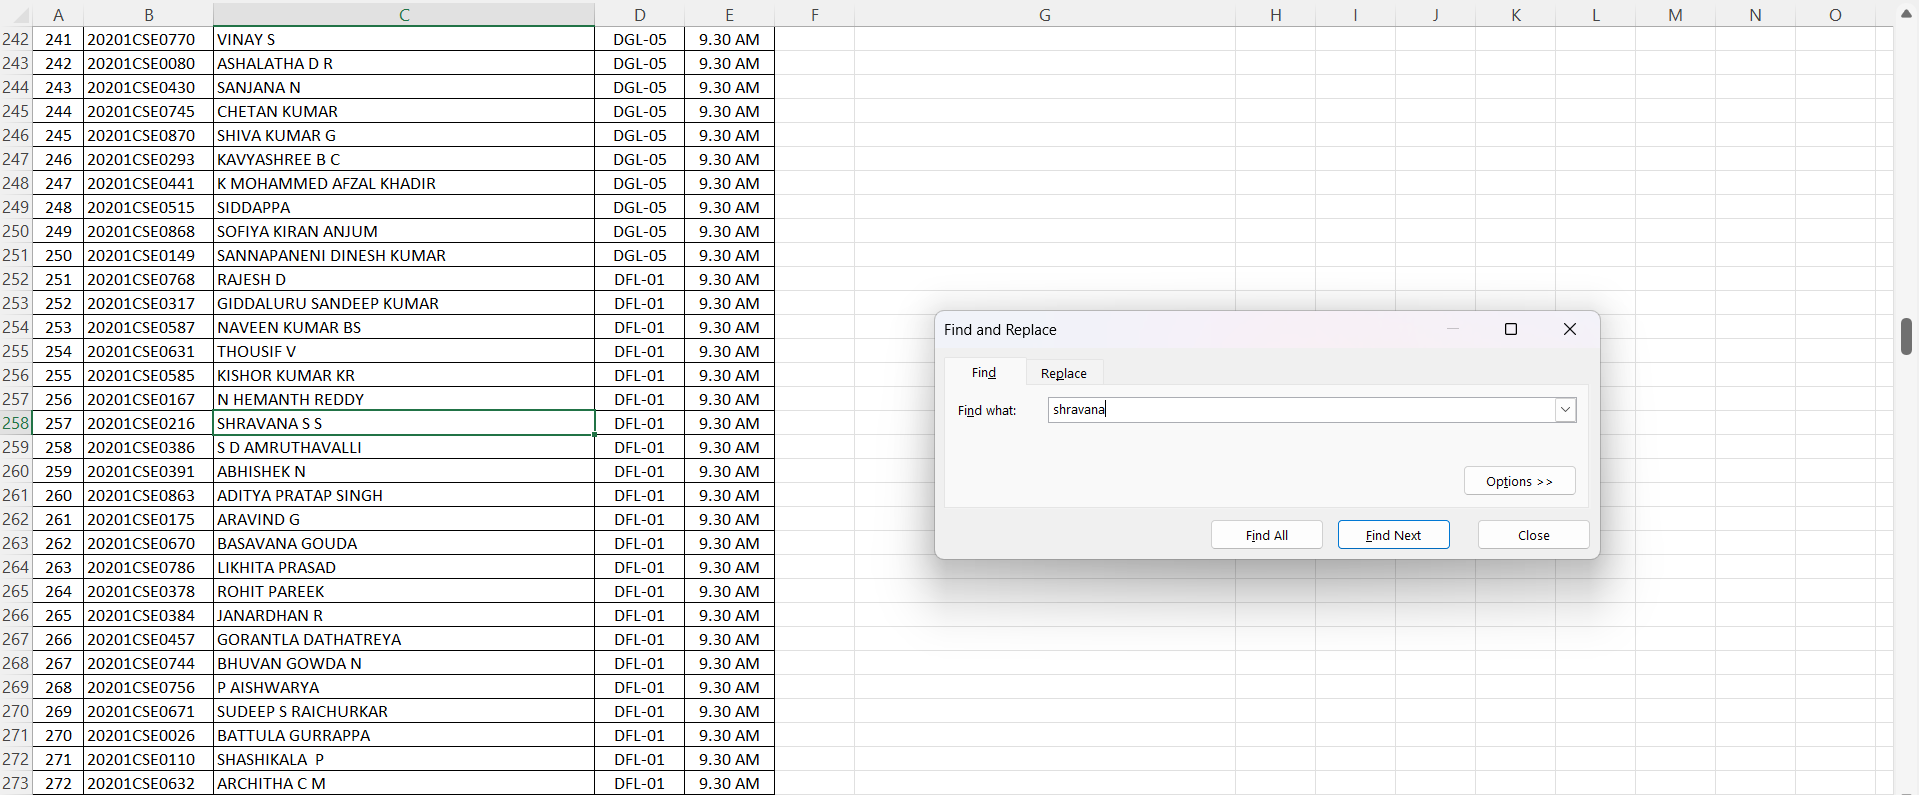 A B C D E F G H I J K L M N O
242 241 20201CSE0770 VINAY S DGL-05 9.30 AM
243 242 20201CSE0080 ASHALATHA D R DGL-05 9.30 AM
244 243 20201CSE0430 SANJANA N DGL-05 9.30 AM
245 244 20201CSE0745 CHETAN KUMAR DGL-05 9.30 AM
246 245 20201CSE0870 SHIVA KUMAR G DGL-05 9.30 AM
247 246 20201CSE0293 KAVYASHREE B C DGL-05 9.30 AM
248 247 20201CSE0441 K MOHAMMED AFZAL KHADIR DGL-05 9.30 AM
249 248 20201CSE0515 SIDDAPPA DGL-05 9.30 AM
250 249 20201CSE0868 SOFIYA KIRAN ANJUM DGL-05 9.30 AM
251 250 20201CSE0149 SANNAPANENI DINESH KUMAR DGL-05 9.30 AM
252 251 20201CSE0768 RAJESH D DFL-01 9.30 AM
253 252 20201CSE0317 GIDDALURU SANDEEP KUMAR DFL-01 9.30 AM
254 253 20201CSE0587 NAVEEN KUMAR BS DFL-01 9.30 AM
255 254 20201CSE0631 THOUSIF V DFL-01 9.30 AM
256 255 20201CSE0585 KISHOR KUMAR KR DFL-01 9.30 AM
257 256 20201CSE0167 N HEMANTH REDDY DFL-01 9.30 AM
258 257 20201CSE0216 SHRAVANA S S DFL-01 9.30 AM
259 258 20201CSE0386 S D AMRUTHAVALLI DFL-01 9.30 AM
260 259 20201CSE0391 ABHISHEK N DFL-01 9.30 AM
261 260 20201CSE0863 ADITYA PRATAP SINGH DFL-01 9.30 AM
262 261 20201CSE0175 ARAVIND G DFL-01 9.30 AM
263 262 20201CSE0670 BASAVANA GOUDA DFL-01 9.30 AM
264 263 20201CSE0786 LIKHITA PRASAD DFL-01 9.30 AM
265 264 20201CSE0378 ROHIT PAREEK DFL-01 9.30 AM
266 265 20201CSE0384 JANARDHAN R DFL-01 9.30 AM
267 266 20201CSE0457 GORANTLA DATHATREYA DFL-01 9.30 AM
268 267 20201CSE0744 BHUVAN GOWDA N DFL-01 9.30 AM
269 268 20201CSE0756 P AISHWARYA DFL-01 9.30 AM
270 269 20201CSE0671 SUDEEP S RAICHURKAR DFL-01 9.30 AM
271 270 20201CSE0026 BATTULA GURRAPPA DFL-01 9.30 AM
272 271 20201CSE0110 SHASHIKALA  P DFL-01 9.30 AM
273 272 20201CSE0632 ARCHITHA C M DFL-01 9.30 AM
Find and Replace
Find Replace
Find what: shravana
Options >>
Find All Find Next Close